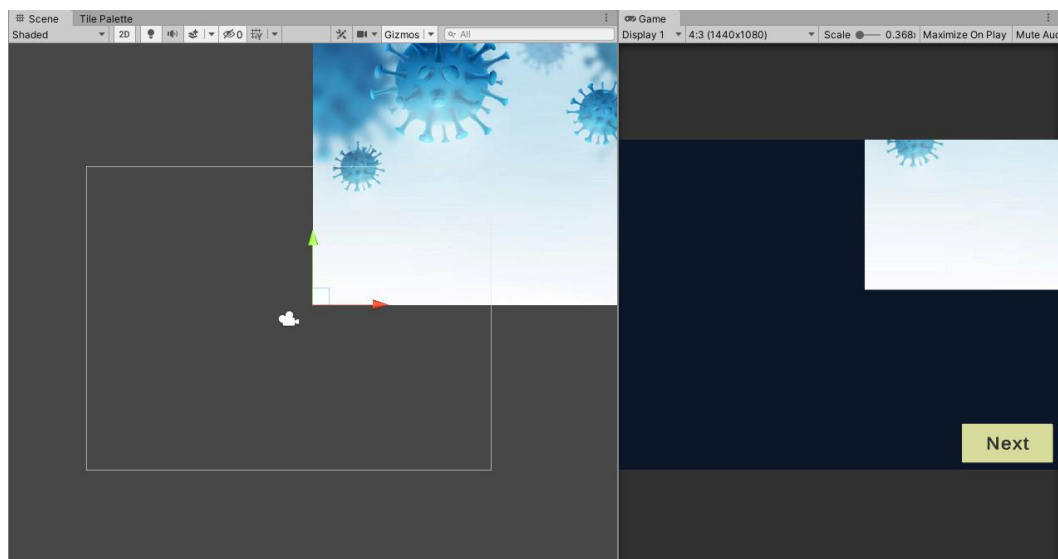 Scene Tile Palette
Shaded 2D 0 Gizmos All
Game
Display 1 4:3 (1440x1080) Scale 0.368 Maximize On Play Mute Aud
Next